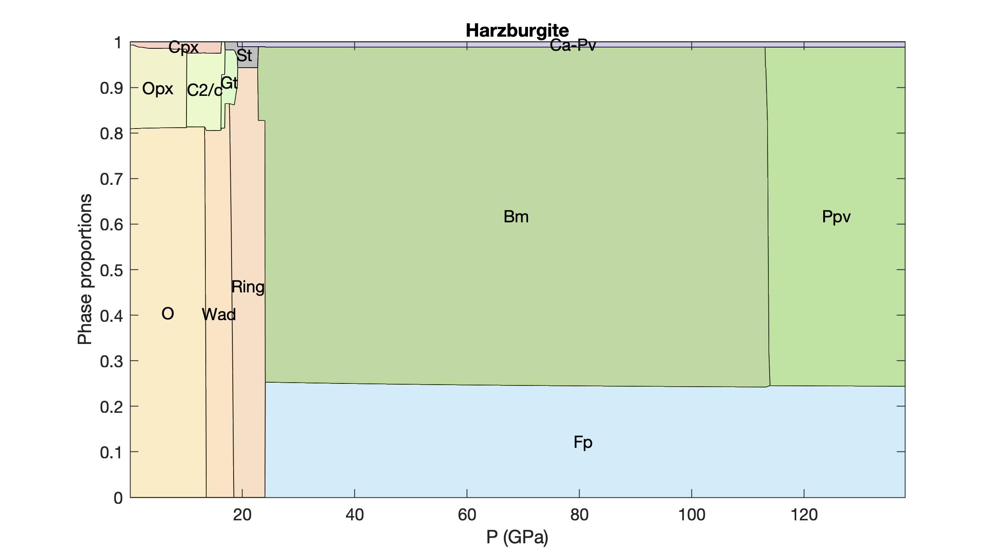 Harzburgite
1
Cpx
Ca-Pv
St
0.9
Opx
C2/c
Gt
0.8
0.7
0.6
Bm
Ppv
0.5
Ring
0.4
O
Wad
0.3
0.2
Fp
0.1
0
Phase proportions
20
40
60
80
100
120
P (GPa)